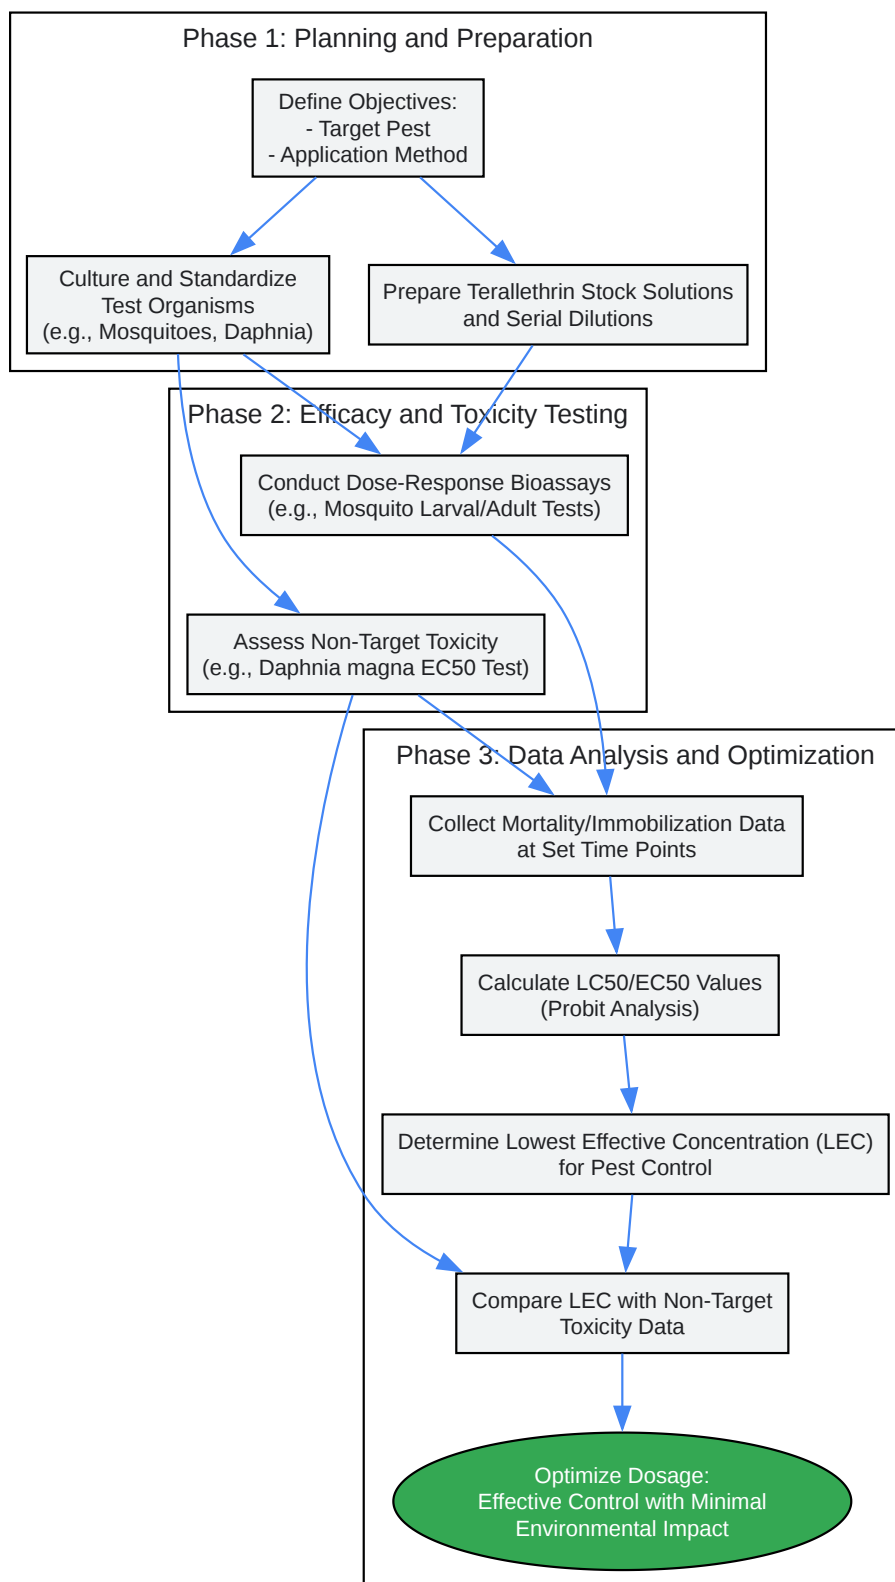 Phase 1: Planning and Preparation
Define Objectives:
- Target Pest
- Application Method
Culture and Standardize
Test Organisms
(e.g., Mosquitoes, Daphnia)
Prepare Terallethrin Stock Solutions
and Serial Dilutions
Phase 2: Efficacy and Toxicity Testing
Conduct Dose-Response Bioassays
(e.g., Mosquito Larval/Adult Tests)
Assess Non-Target Toxicity
(e.g., Daphnia magna EC50 Test)
Phase 3: Data Analysis and Optimization
Collect Mortality/Immobilization Data
at Set Time Points
Calculate LC50/EC50 Values
(Probit Analysis)
Determine Lowest Effective Concentration (LEC)
for Pest Control
Compare LEC with Non-Target
Toxicity Data
Optimize Dosage:
Effective Control with Minimal
Environmental Impact